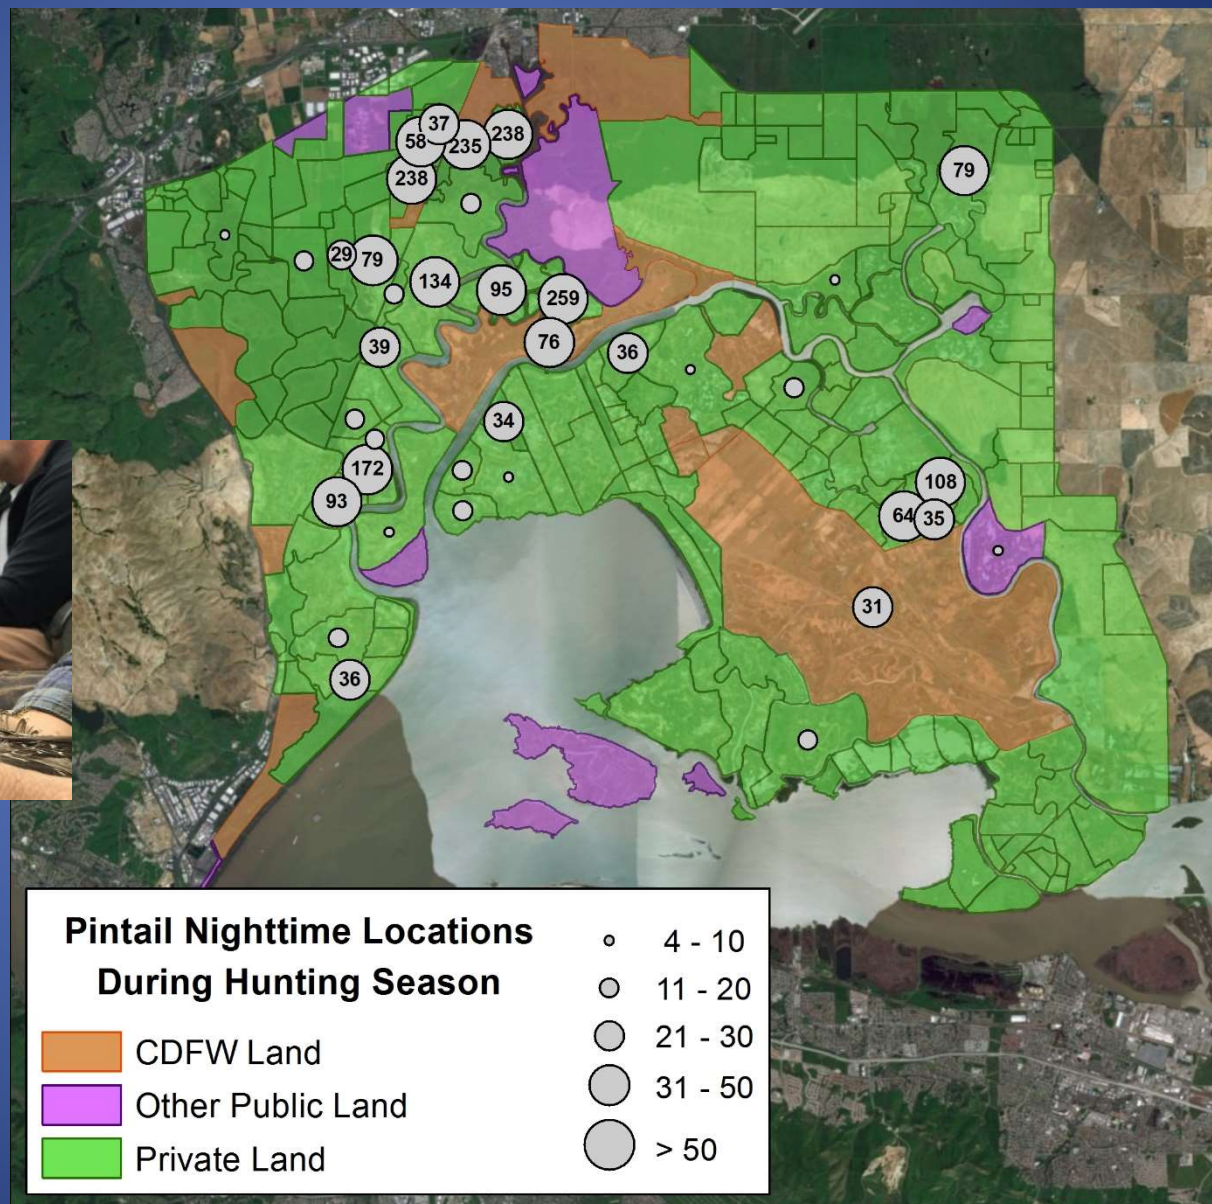 37
58
235
238
238
79
29
79
134
95
259
76
39
36
34
172
93
108
64
35
31
36
Pintail Nighttime Locations
During Hunting Season
CDFW Land
Other Public Land
Private Land
4 - 10
11 - 20
21 - 30
31 - 50
> 50